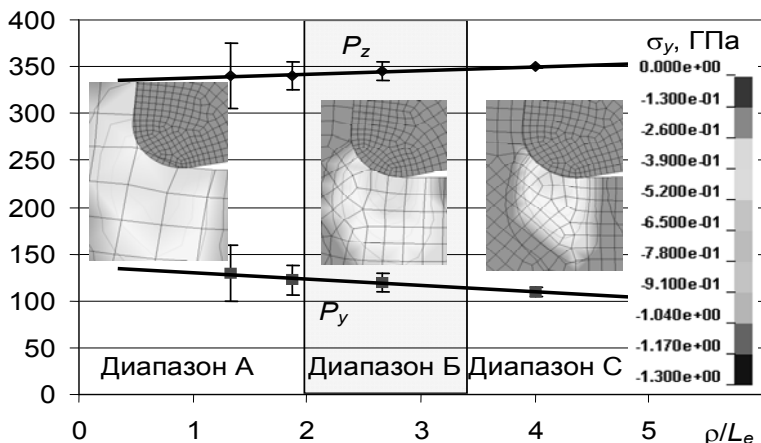 400
350
300
250
200
150
100
50
0
P_z
P_y
σ_y, ГПа
0.000e+00
-1.300e-01
-2.600e-01
-3.900e-01
-5.200e-01
-6.500e-01
-7.800e-01
-9.100e-01
-1.040e+00
-1.170e+00
-1.300e+00
Диапазон А
Диапазон Б
Диапазон С
0 1 2 3 4 5 ρ/L_e